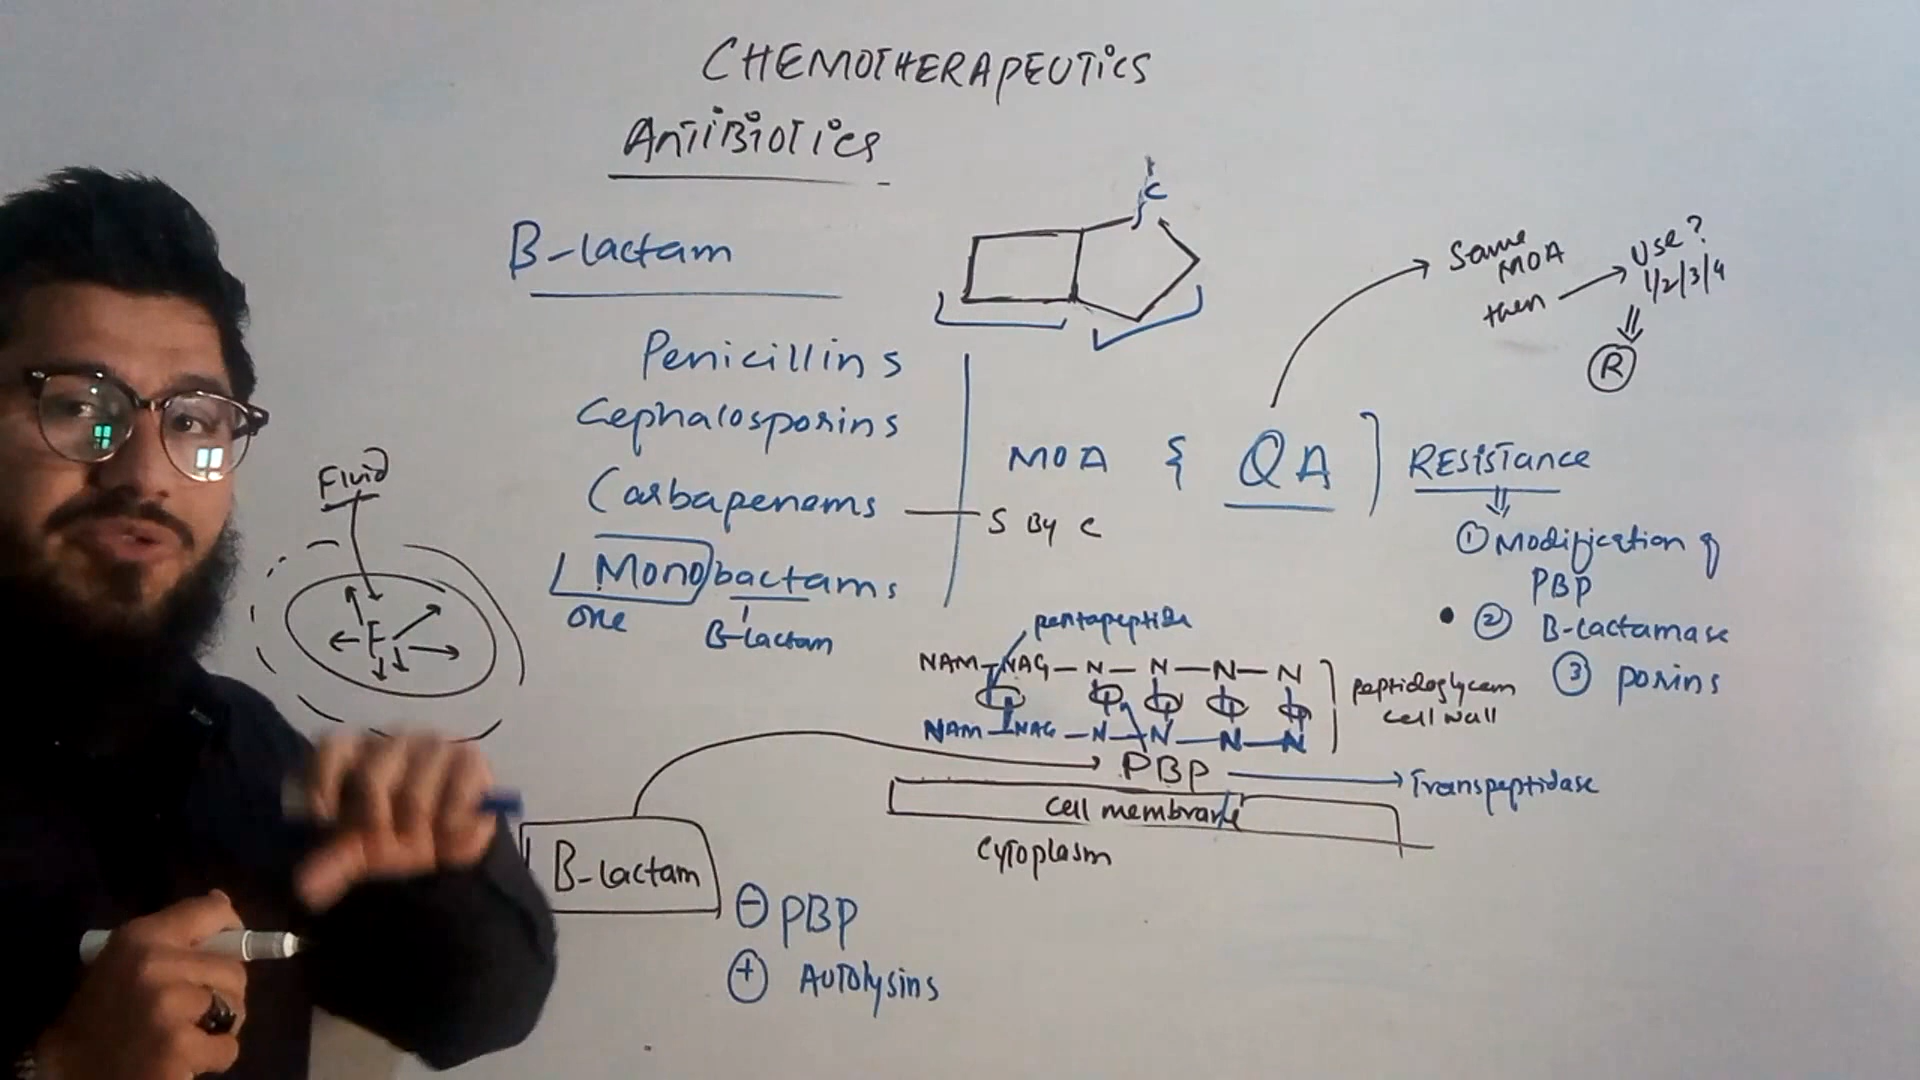 CHEMOTHERAPEUTICS
ANTIBIOTICS
B-lactam
C
S
Penicillins
Cephalosporins
Carbapenems
S By C
Monobactams
one
B-lactam
MOA & QA
Same
MOA
then
Use?
1/2/3/4
R
RESISTANCE
① Modification of
PBP
② B-Lactamase
③ porins
Fluid
F
pentapeptide
NAM-NAG-N-N-N-N
NAM-NAG-N-N-N-N
peptidoglycan
cell wall
PBP
Transpeptidase
cell membrane
cytoplasm
B-Lactam
⊖ PBP
⊕ Autolysins